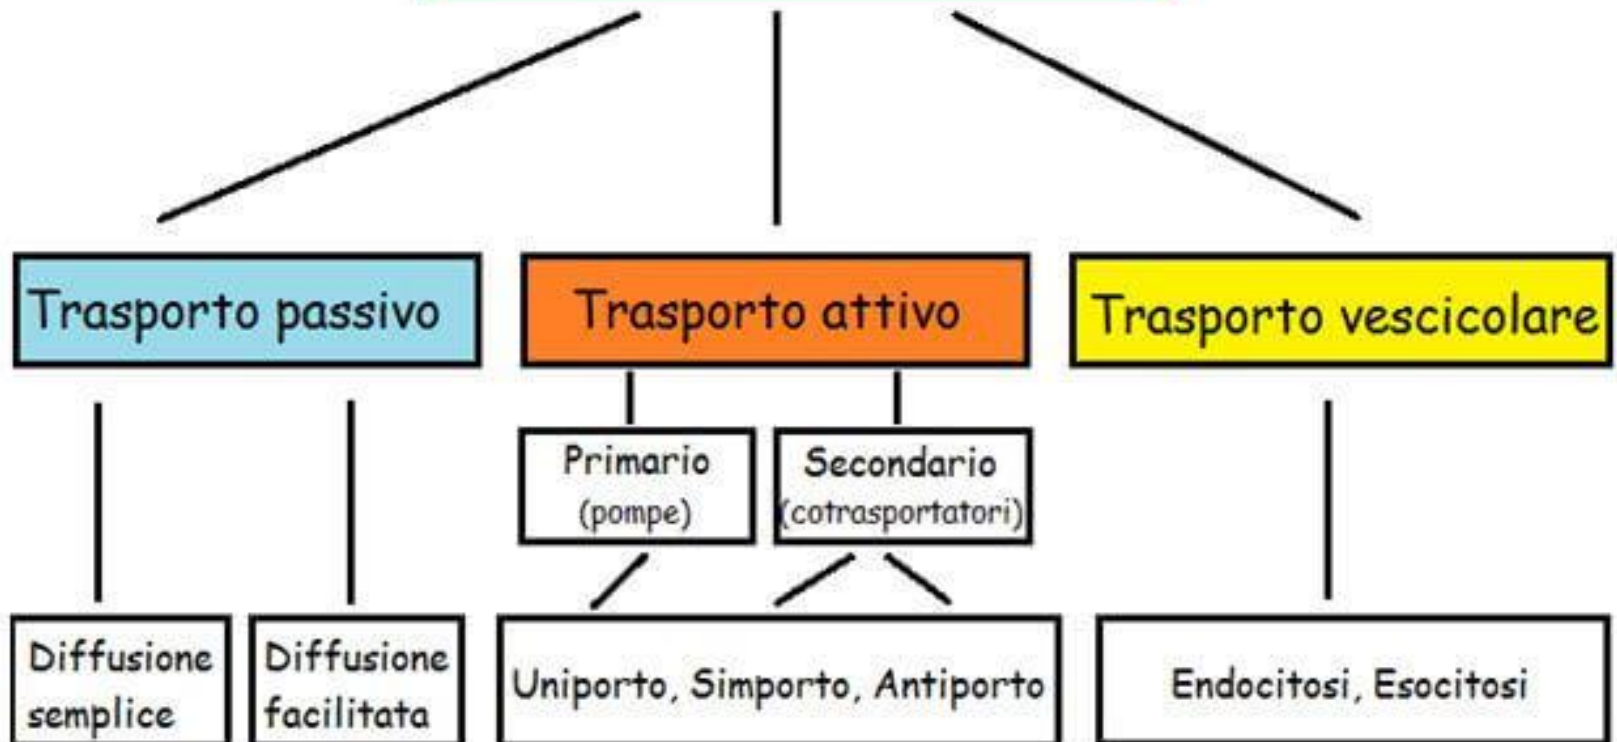 Trasporto passivo
Trasporto attivo
Trasporto vescicolare
Primario
(pompe)
Secondario
(cotrasportatori)
Diffusione
semplice
Diffusione
facilitata
Uniporto, Simporto, Antiporto
Endocitosi, Esocitosi